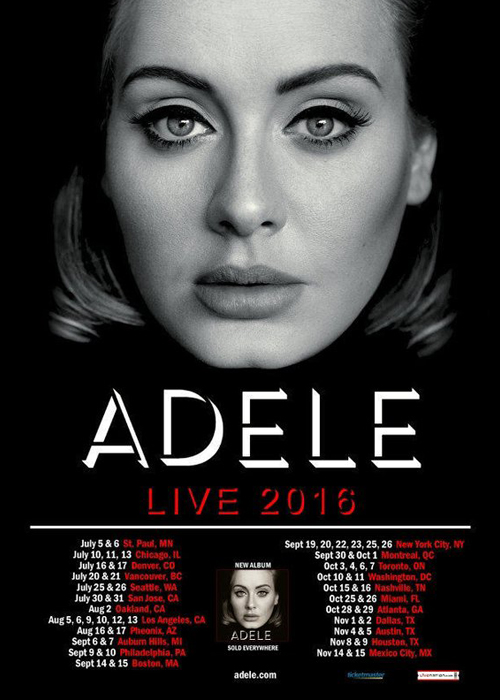 ADELE
LIVE 2016
July 5 & 6 St. Paul, MN
July 10, 11, 13 Chicago, IL
July 16 & 17 Denver, CO
July 20 & 21 Vancouver, BC
July 25 & 26 Seattle, WA
July 30 & 31 San Jose, CA
Aug 2 Oakland, CA
Aug 5, 6, 9, 10, 12, 13 Los Angeles, CA
Aug 16 & 17 Pheonix, AZ
Sept 6 & 7 Auburn Hills, MI
Sept 9 & 10 Philadelphia, PA
Sept 14 & 15 Boston, MA
NEW ALBUM
ADELE
SOLD EVERYWHERE
Sept 19, 20, 22, 23, 25, 26 New York City, NY
Sept 30 & Oct 1 Montreal, QC
Oct 3, 4, 6, 7 Toronto, ON
Oct 10 & 11 Washington, DC
Oct 15 & 16 Nashville, TN
Oct 25 & 26 Miami, FL
Oct 28 & 29 Atlanta, GA
Nov 1 & 2 Dallas, TX
Nov 4 & 5 Austin, TX
Nov 8 & 9 Houston, TX
Nov 14 & 15 Mexico City, MX
adele.com
ticketmaster